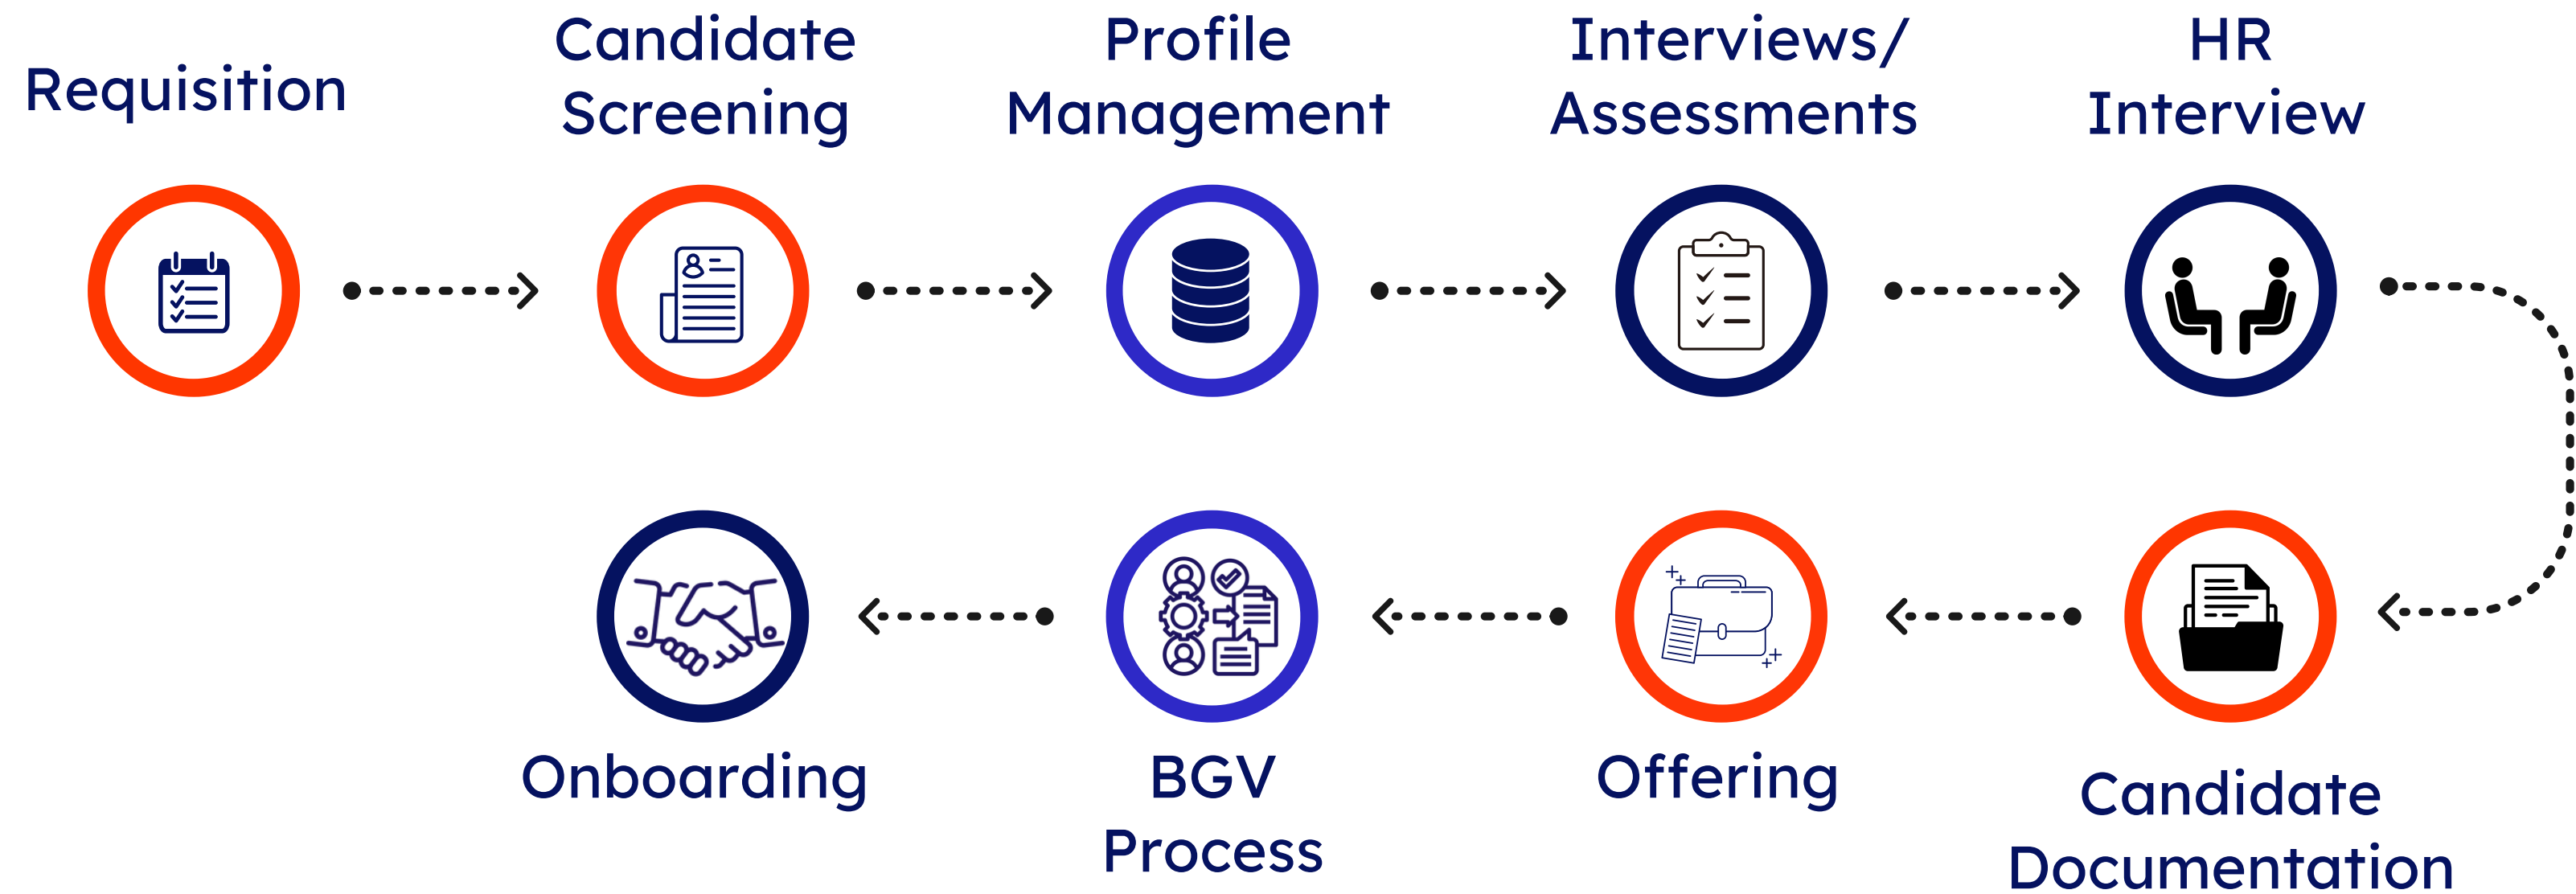 Requisition
Candidate
Screening
Profile
Management
Interviews/
Assessments
HR
Interview
Onboarding
BGV
Process
Offering
Candidate
Documentation